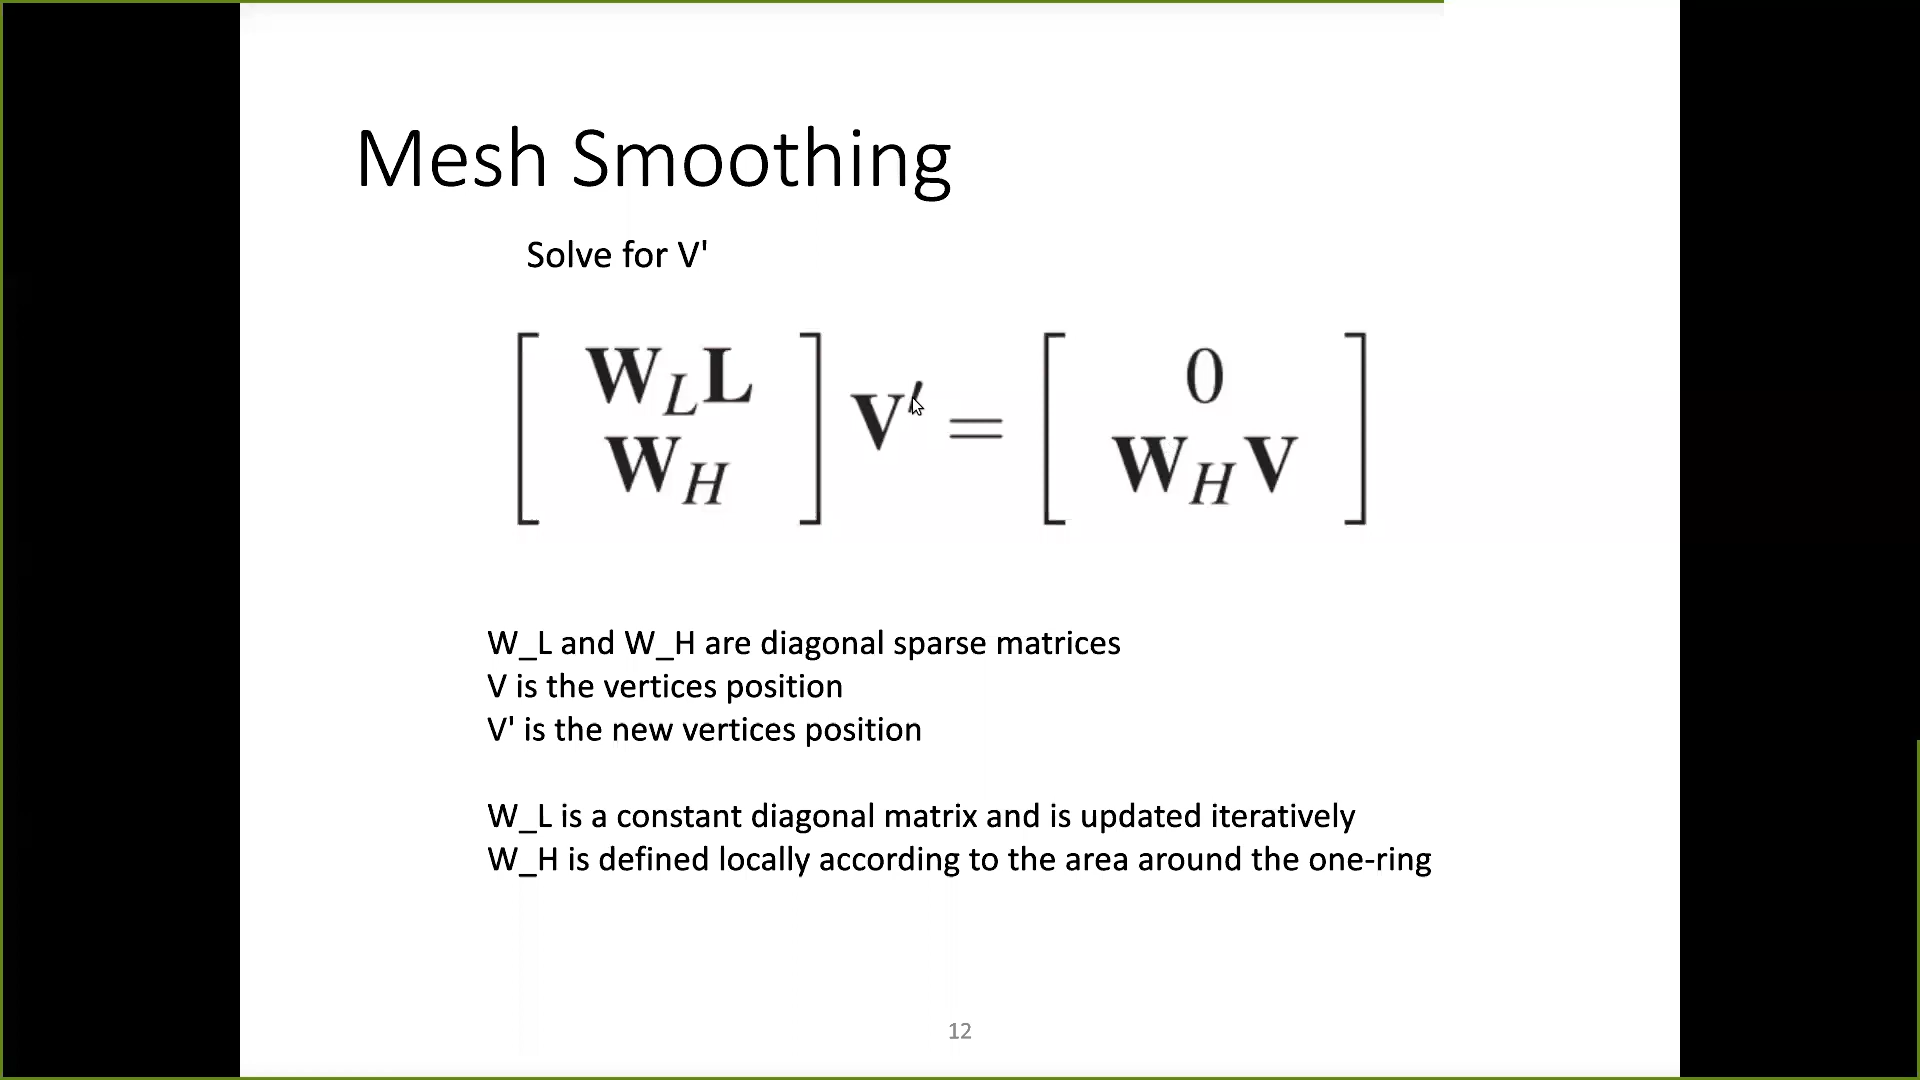 Mesh Smoothing
Solve for V'
[ W_L L ] V' = [ 0 ]
[ W_H ] [ W_H V ]
W_L and W_H are diagonal sparse matrices
V is the vertices position
V' is the new vertices position
W_L is a constant diagonal matrix and is updated iteratively
W_H is defined locally according to the area around the one-ring
12